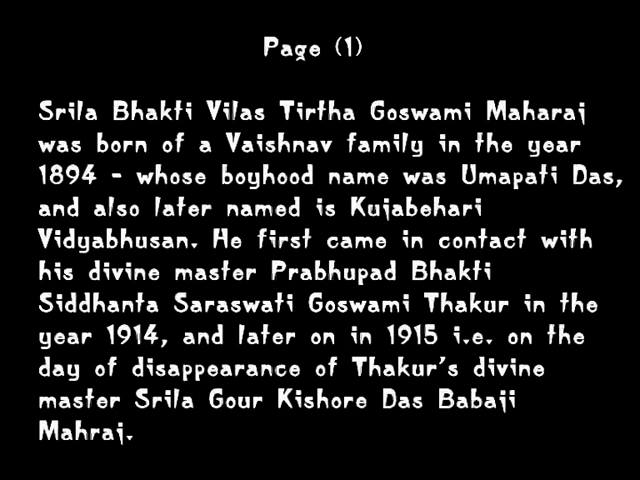 Page (1)
Srila Bhakti Vilas Tirtha Goswami Maharaj
was born of a Vaishnav family in the year
1894 - whose boyhood name was Umapati Das,
and also later named is Kujabehari
Vidyabhusan. He first came in contact with
his divine master Prabhupad Bhakti
Siddhanta Saraswati Goswami Thakur in the
year 1914, and later on in 1915 i.e. on the
day of disappearance of Thakur's divine
master Srila Gour Kishore Das Babaji
Mahraj.